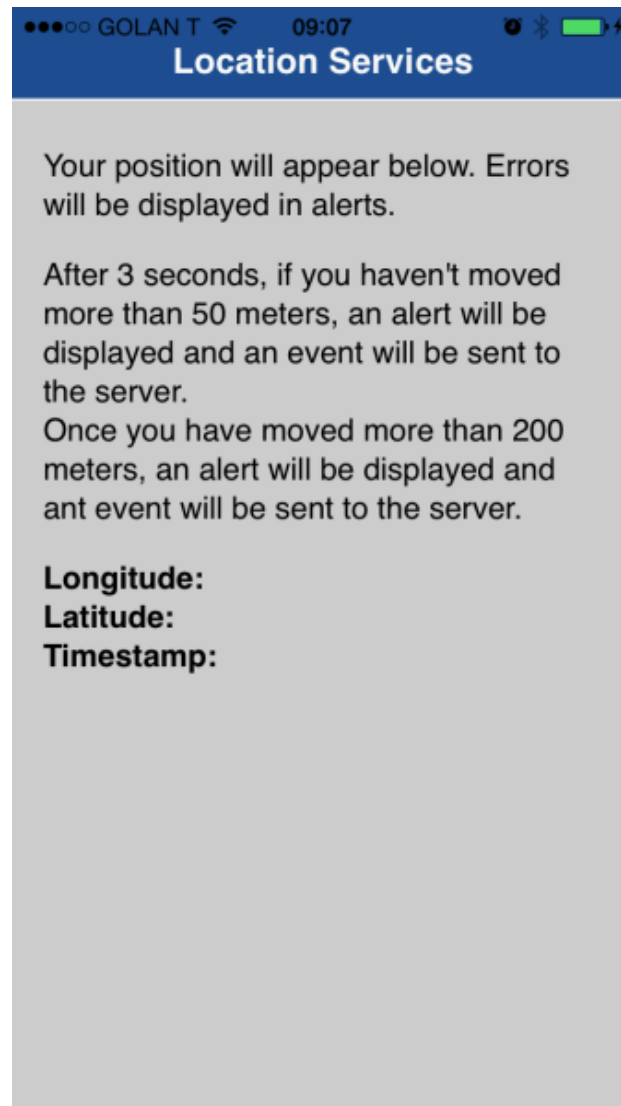 GOLAN T 09:07
Location Services
Your position will appear below. Errors
will be displayed in alerts.
After 3 seconds, if you haven't moved
more than 50 meters, an alert will be
displayed and an event will be sent to
the server.
Once you have moved more than 200
meters, an alert will be displayed and
ant event will be sent to the server.
Longitude:
Latitude:
Timestamp: